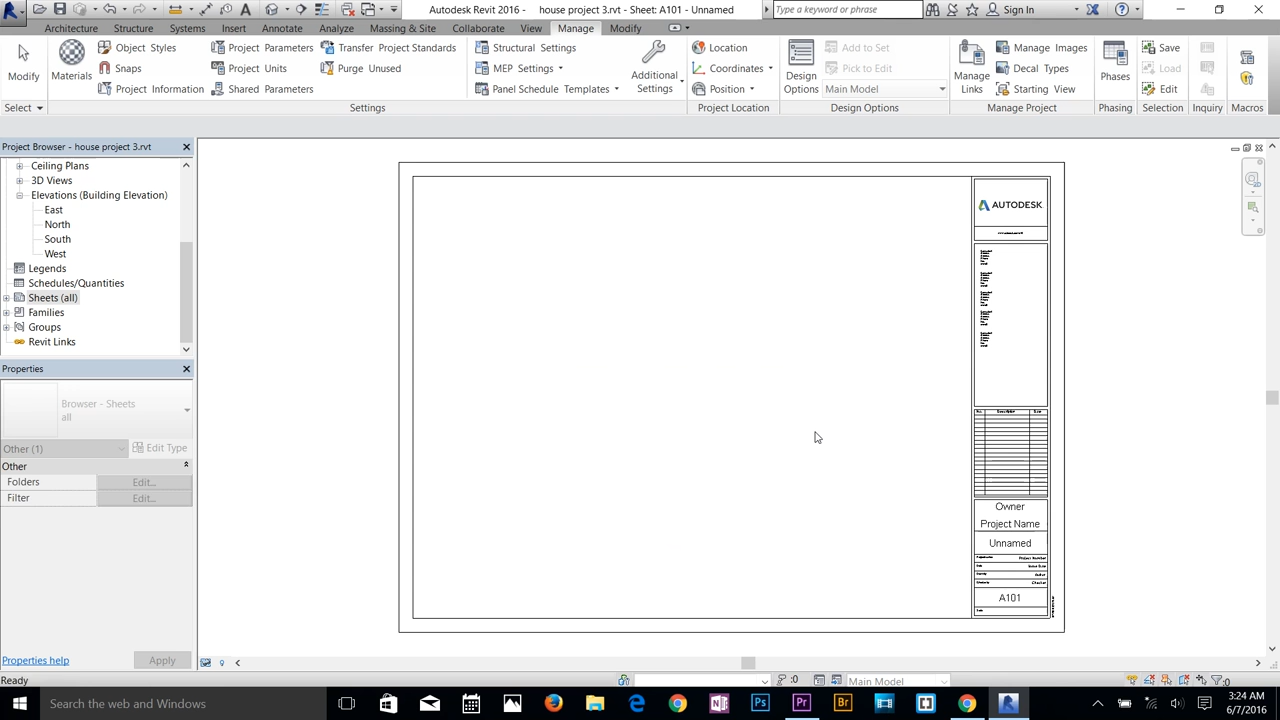 Autodesk Revit 2016 - house project 3.rvt - Sheet: A101 - Unnamed
Type a keyword or phrase
Sign In
Architecture Structure Systems Insert Annotate Analyze Massing & Site Collaborate View Manage Modify
Modify
Materials
Object Styles
Snaps
Project Information
Project Parameters
Project Units
Shared Parameters
Transfer Project Standards
Purge Unused
Structural Settings
MEP Settings
Panel Schedule Templates
Additional
Settings
Location
Coordinates
Position
Design
Options
Add to Set
Pick to Edit
Main Model
Manage
Links
Manage Images
Decal Types
Starting View
Phases
Save
Load
Edit
Select Settings Project Location Design Options Manage Project Phasing Selection Inquiry Macros
Project Browser - house project 3.rvt
Ceiling Plans
3D Views
Elevations (Building Elevation)
East
North
South
West
Legends
Schedules/Quantities
Sheets (all)
Families
Groups
Revit Links
Properties
Browser - Sheets
all
Other (1)
Edit Type
Other
Folders Edit...
Filter Edit...
Properties help
Apply
AUTODESK
Owner
Project Name
Unnamed
Project Number
A101
Ready
:0
Main Model
:0
Search the web and Windows
3:24 AM
6/7/2016